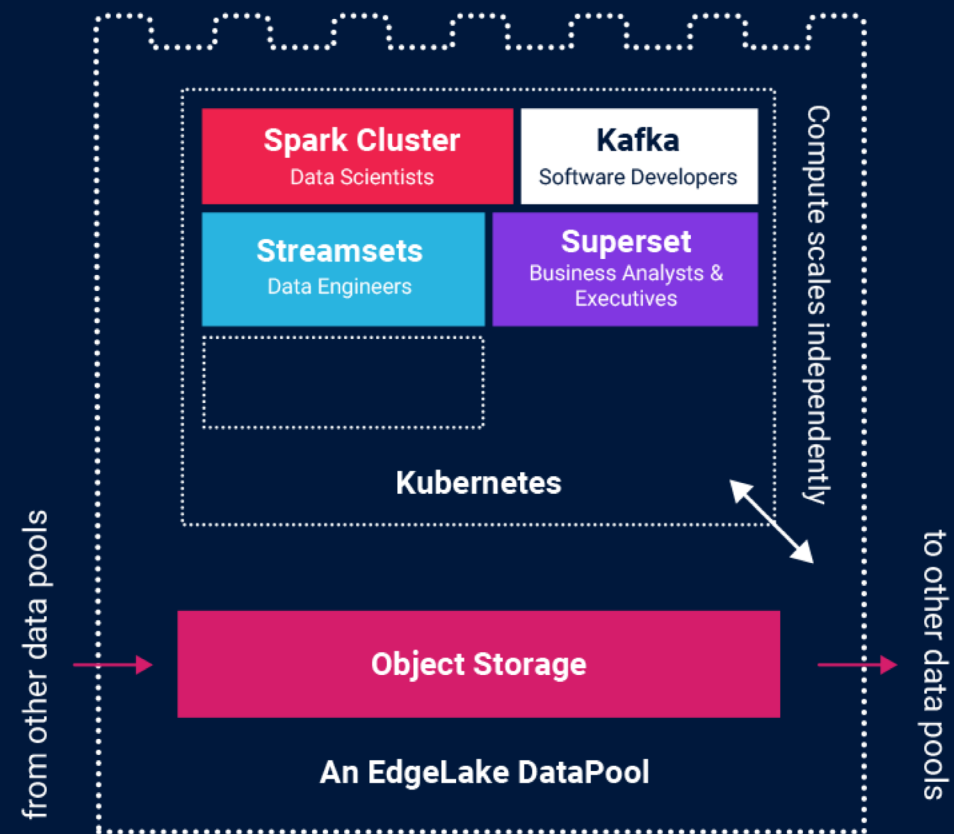 Spark Cluster
Data Scientists
Kafka
Software Developers
Streamsets
Data Engineers
Superset
Business Analysts &
Executives
Kubernetes
Compute scales independently
from other data pools
Object Storage
to other data pools
An EdgeLake DataPool